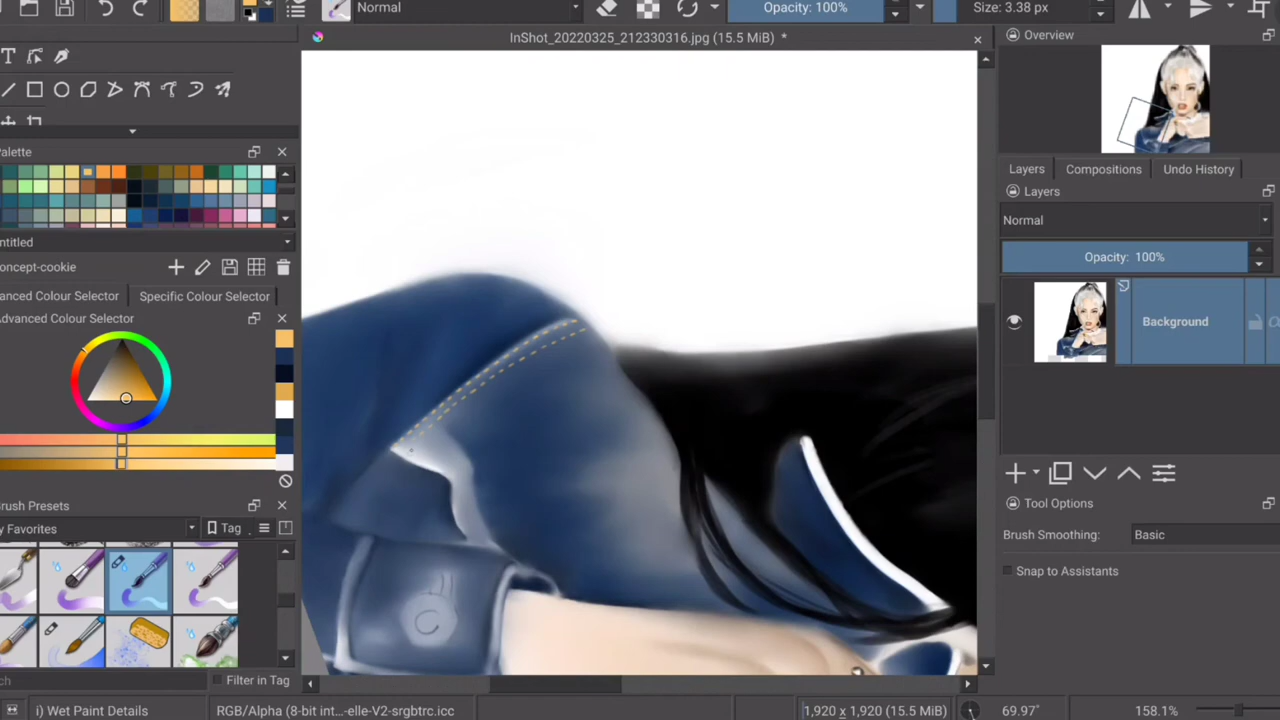 Normal
Opacity: 100%
Size: 3.38 px
InShot_20220325_212330316.jpg (15.5 MiB) *
Overview
T
Palette
Layers
Compositions
Undo History
Layers
Normal
ntitled
oncept-cookie
Opacity: 100%
anced Colour Selector
Specific Colour Selector
dvanced Colour Selector
Background
Tool Options
rush Presets
y Favorites
Tag
Brush Smoothing:
Basic
Snap to Assistants
ch
Filter in Tag
i) Wet Paint Details
RGB/Alpha (8-bit int...-elle-V2-srgbtrc.icc
1,920 x 1,920 (15.5 MiB)
69.97°
158.1%